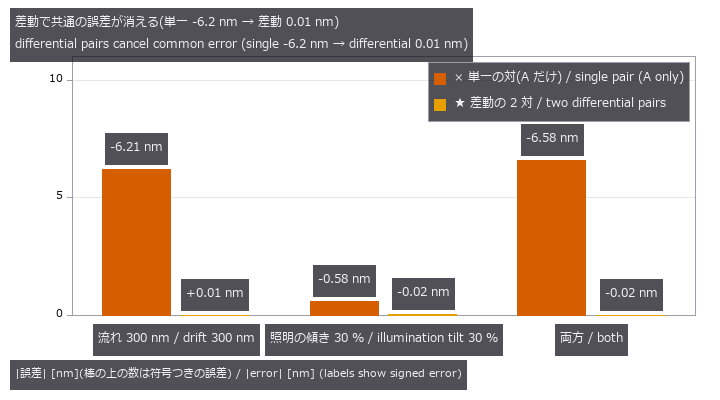 差動で共通の誤差が消える(単一 -6.2 nm → 差動 0.01 nm)
differential pairs cancel common error (single -6.2 nm → differential 0.01 nm)
× 単一の対(A だけ) / single pair (A only)
★ 差動の 2 対 / two differential pairs
10
5
0
-6.21 nm
+0.01 nm
-0.58 nm
-0.02 nm
-6.58 nm
-0.02 nm
流れ 300 nm / drift 300 nm
照明の傾き 30 % / illumination tilt 30 %
両方 / both
|誤差| [nm](棒の上の数は符号つきの誤差) / |error| [nm] (labels show signed error)